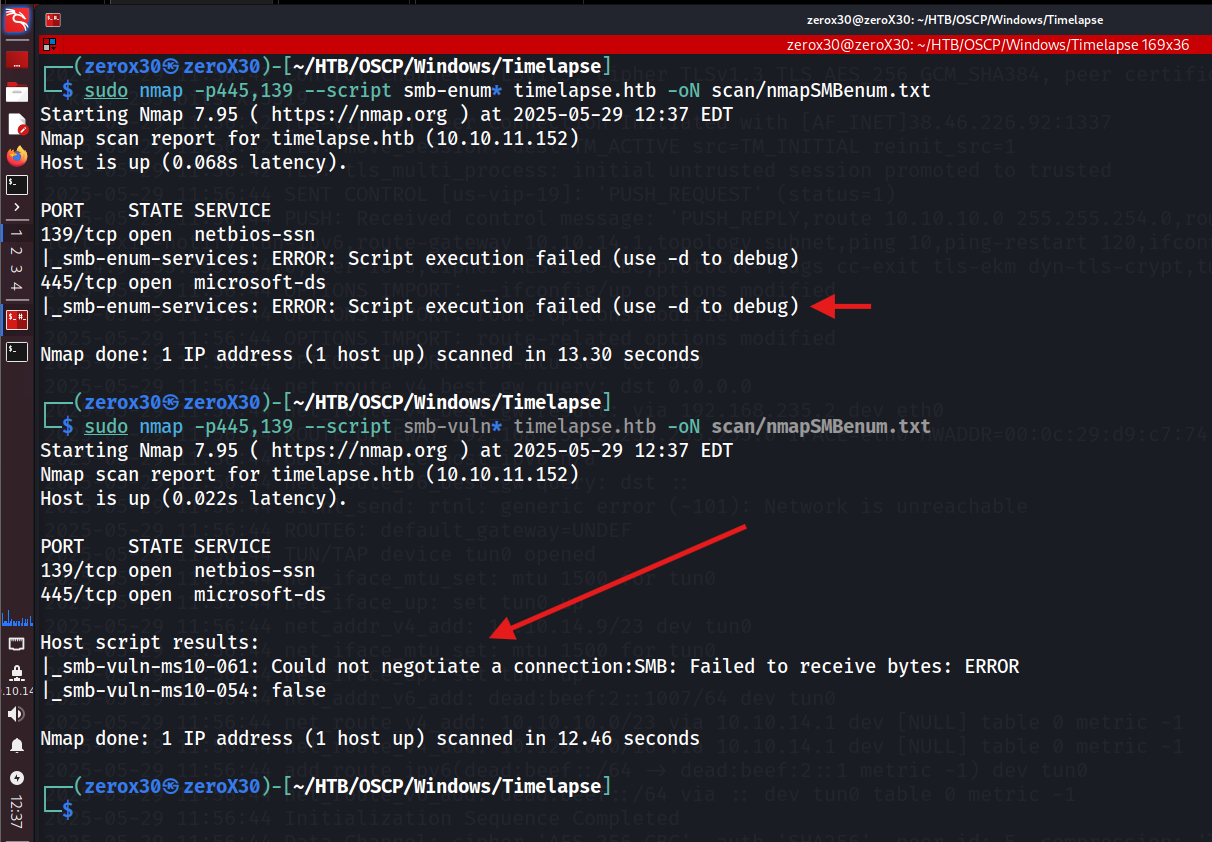 zerox30@zeroX30: ~/HTB/OSCP/Windows/Timelapse
zerox30@zeroX30: ~/HTB/OSCP/Windows/Timelapse 169x36
┌──(zerox30㉿zeroX30)-[~/HTB/OSCP/Windows/Timelapse]
└─$ sudo nmap -p445,139 --script smb-enum* timelapse.htb -oN scan/nmapSMBenum.txt
Starting Nmap 7.95 ( https://nmap.org ) at 2025-05-29 12:37 EDT
Nmap scan report for timelapse.htb (10.10.11.152)
Host is up (0.068s latency).
PORT    STATE SERVICE
139/tcp open  netbios-ssn
|_smb-enum-services: ERROR: Script execution failed (use -d to debug)
445/tcp open  microsoft-ds
|_smb-enum-services: ERROR: Script execution failed (use -d to debug)
Nmap done: 1 IP address (1 host up) scanned in 13.30 seconds
┌──(zerox30㉿zeroX30)-[~/HTB/OSCP/Windows/Timelapse]
└─$ sudo nmap -p445,139 --script smb-vuln* timelapse.htb -oN scan/nmapSMBenum.txt
Starting Nmap 7.95 ( https://nmap.org ) at 2025-05-29 12:37 EDT
Nmap scan report for timelapse.htb (10.10.11.152)
Host is up (0.022s latency).
PORT    STATE SERVICE
139/tcp open  netbios-ssn
445/tcp open  microsoft-ds
Host script results:
|_smb-vuln-ms10-061: Could not negotiate a connection:SMB: Failed to receive bytes: ERROR
|_smb-vuln-ms10-054: false
Nmap done: 1 IP address (1 host up) scanned in 12.46 seconds
┌──(zerox30㉿zeroX30)-[~/HTB/OSCP/Windows/Timelapse]
└─$
1
2
3
4
.10.14
12:37